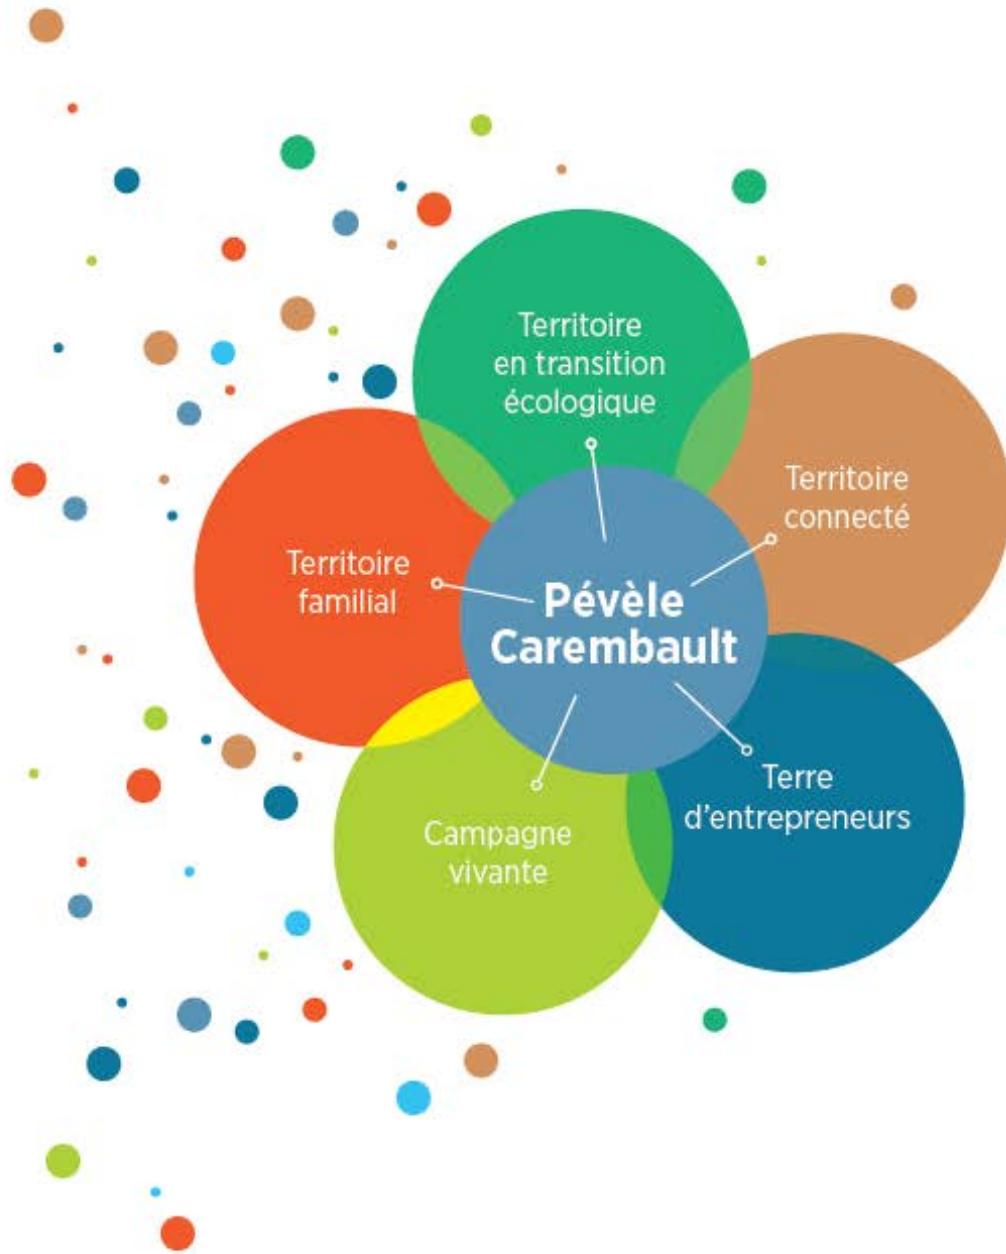 Territoire
en transition
écologique
Territoire
connecté
Territoire
familial
Pévèle
Carembault
Terre
d'entrepreneurs
Campagne
vivante